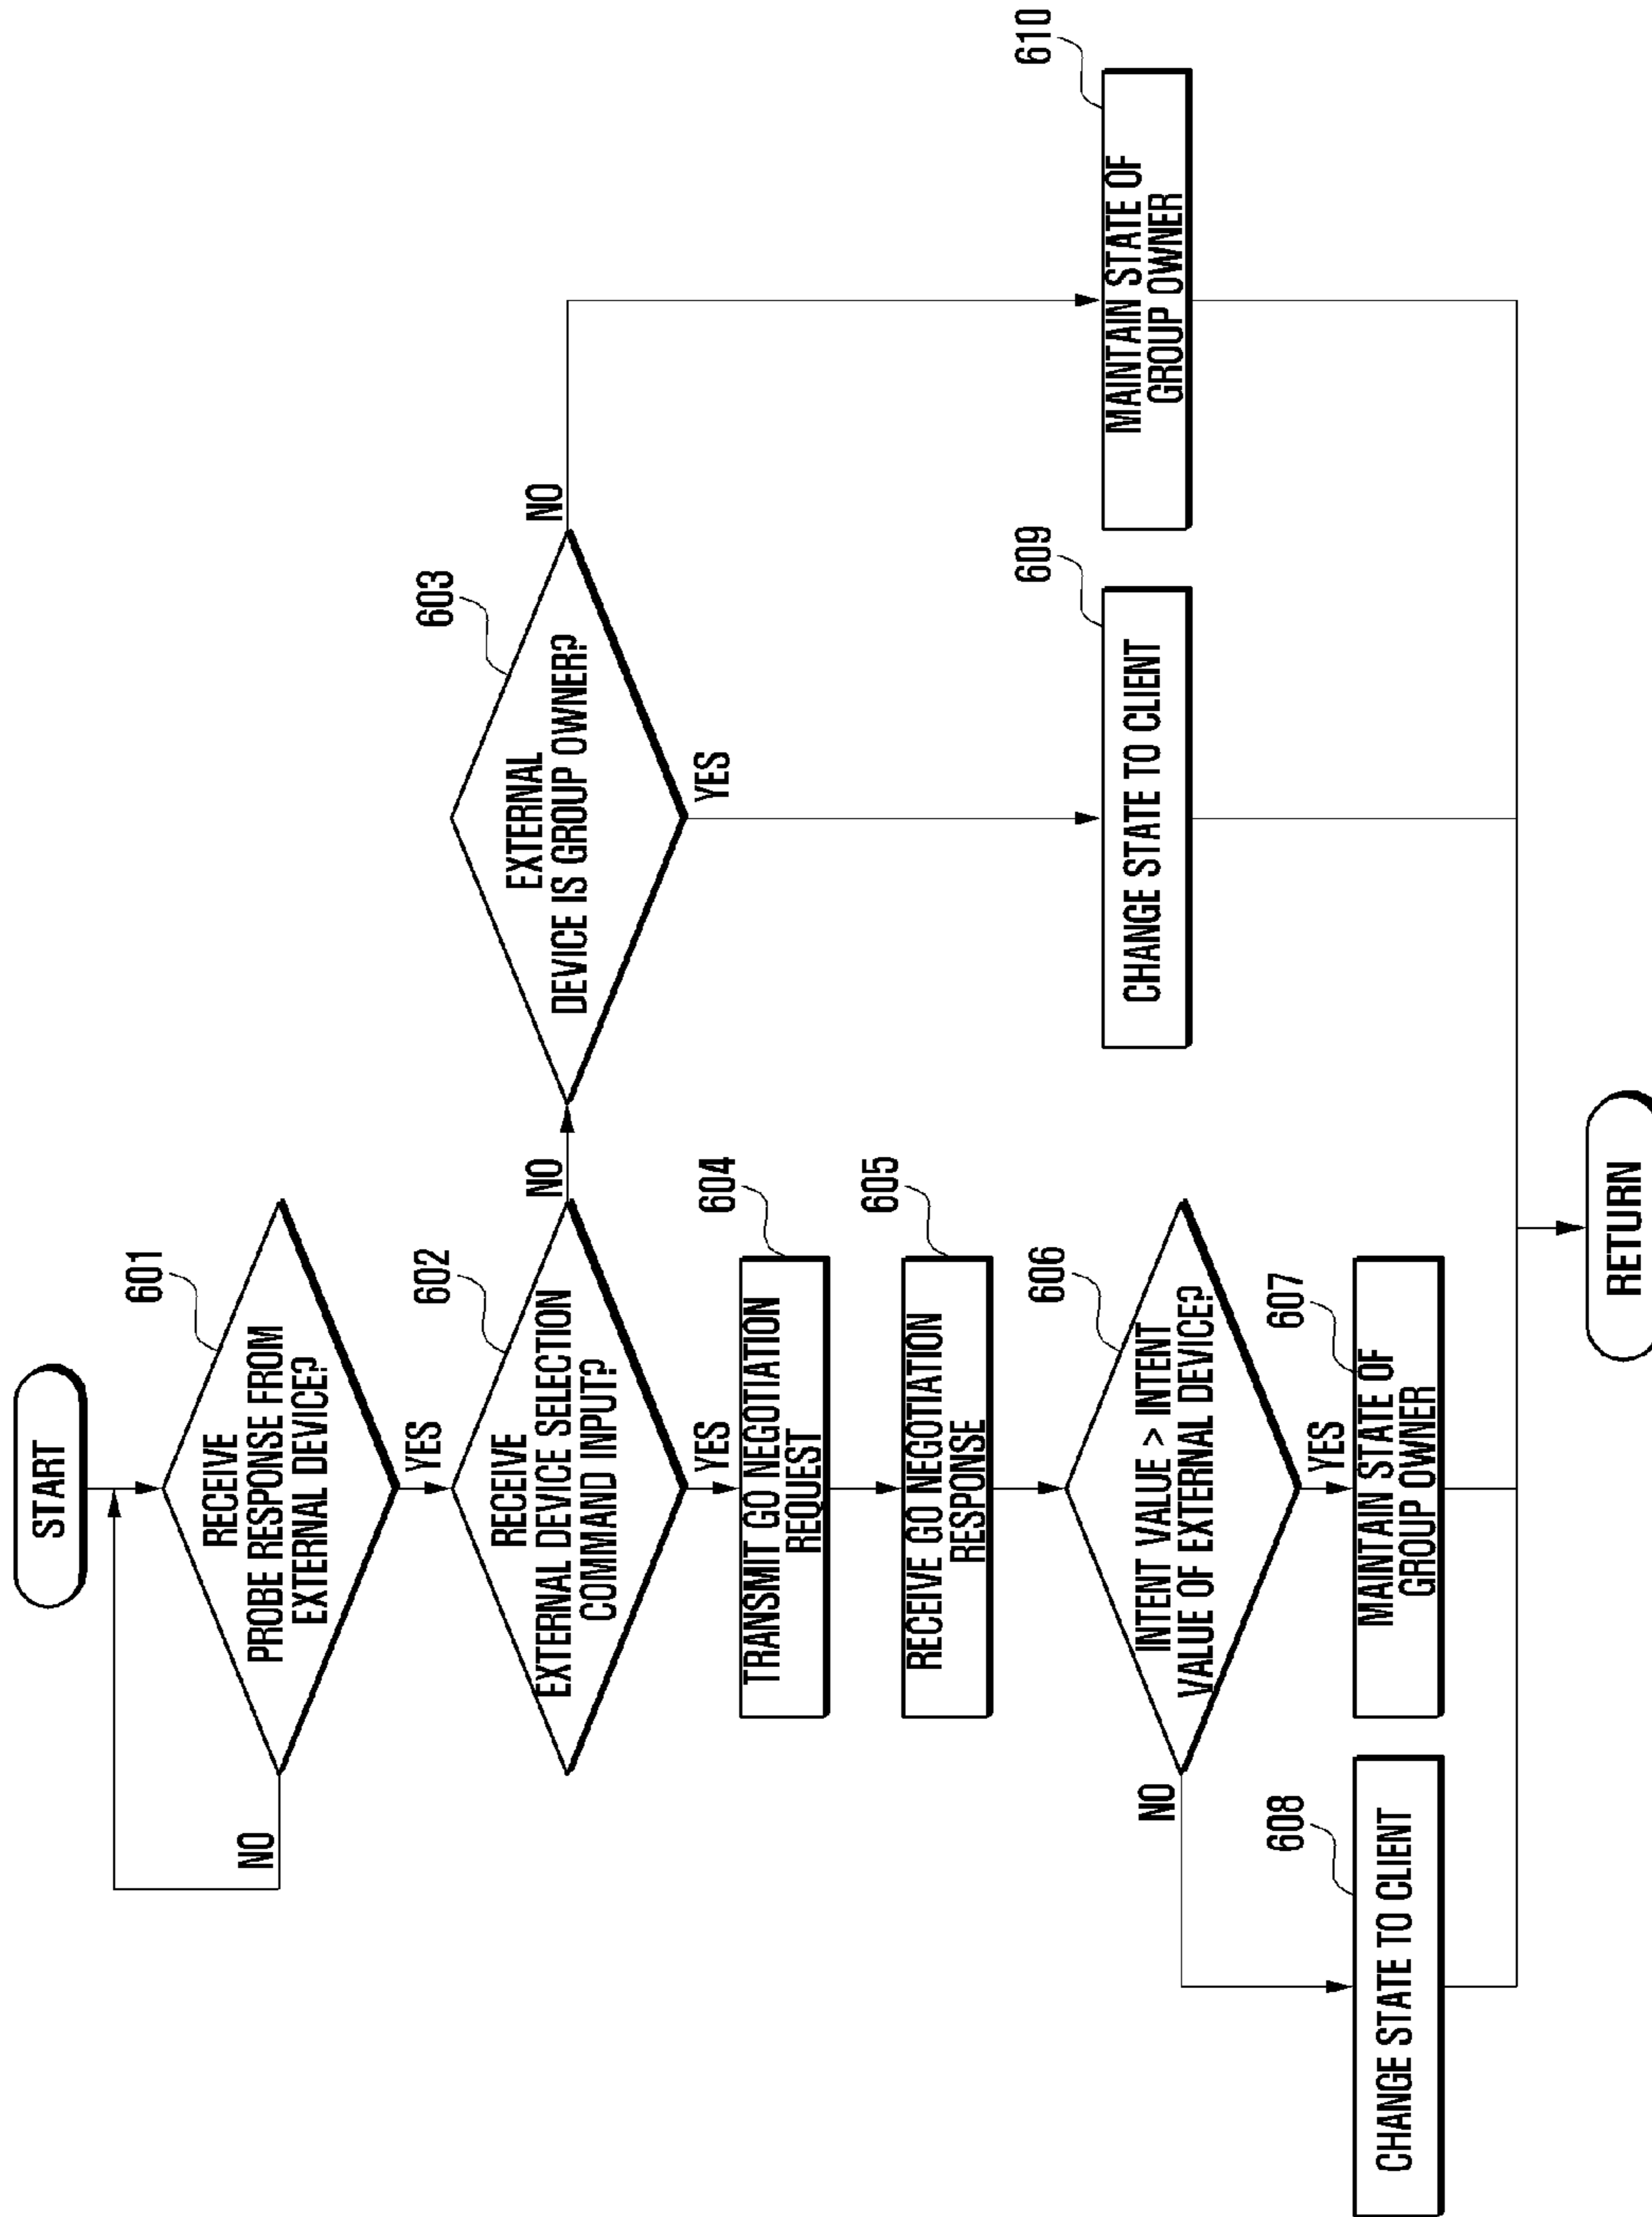 START
601
RECEIVE
PROBE RESPONSE FROM
EXTERNAL DEVICE?
NO
YES
602
RECEIVE
EXTERNAL DEVICE SELECTION
COMMAND INPUT?
NO
YES
603
EXTERNAL
DEVICE IS GROUP OWNER?
NO
YES
604
TRANSMIT GO NEGOTIATION
REQUEST
605
RECEIVE GO NEGOTIATION
RESPONSE
606
INTENT VALUE > INTENT
VALUE OF EXTERNAL DEVICE?
NO
YES
608
CHANGE STATE TO CLIENT
607
MAINTAIN STATE OF
GROUP OWNER
609
CHANGE STATE TO CLIENT
610
MAINTAIN STATE OF
GROUP OWNER
RETURN